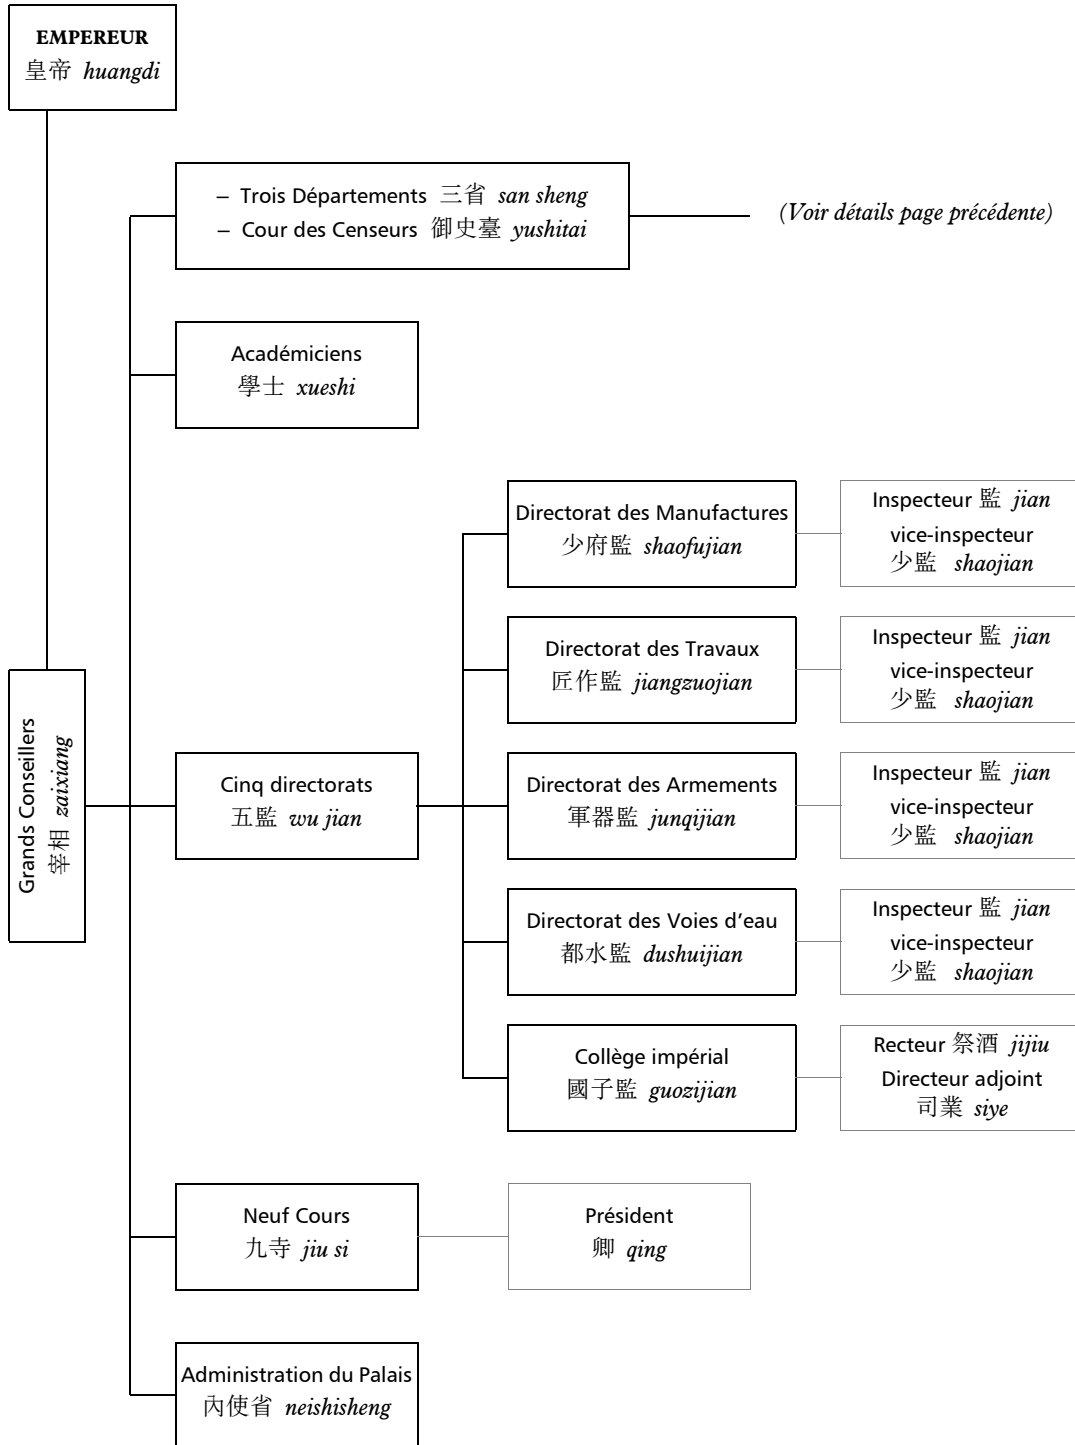 EMPEREUR
皇帝 huangdi
– Trois Départements 三省 san sheng
– Cour des Censeurs 御史臺 yushitai
(Voir détails page précédente)
Académiciens
學士 xueshi
Grands Conseillers
宰相 zaixiang
Cinq directorats
五監 wu jian
Directorat des Manufactures
少府監 shaofujian
Inspecteur 監 jian
vice-inspecteur
少監 shaojian
Directorat des Travaux
匠作監 jiangzuojian
Inspecteur 監 jian
vice-inspecteur
少監 shaojian
Directorat des Armements
軍器監 junqijian
Inspecteur 監 jian
vice-inspecteur
少監 shaojian
Directorat des Voies d'eau
都水監 dushuijian
Inspecteur 監 jian
vice-inspecteur
少監 shaojian
Collège impérial
國子監 guozijian
Recteur 祭酒 jijiu
Directeur adjoint
司業 siye
Neuf Cours
九寺 jiu si
Président
卿 qing
Administration du Palais
內使省 neishisheng